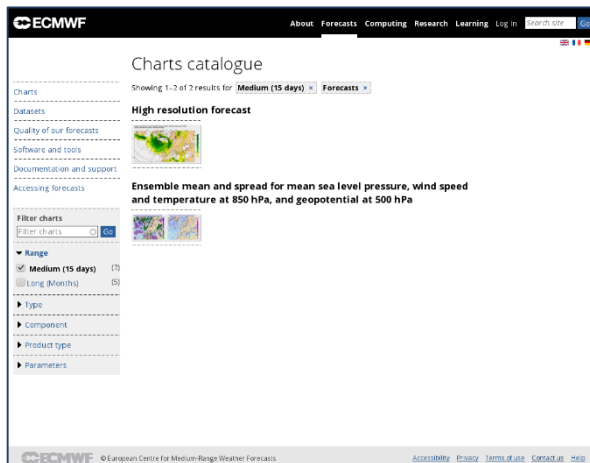 ECMWF
About Forecasts Computing Research Learning Log In Search site Go
Charts catalogue
Showing 1–2 of 2 results for Medium (15 days) × Forecasts ×
Charts
Datasets
Quality of our forecasts
Software and tools
Documentation and support
Accessing forecasts
Filter charts
Filter charts Go
Range
Medium (15 days) (7)
Long (Months) (5)
Type
Component
Product type
Parameters
High resolution forecast
Ensemble mean and spread for mean sea level pressure, wind speed
and temperature at 850 hPa, and geopotential at 500 hPa
ECMWF © European Centre for Medium-Range Weather Forecasts
Accessibility Privacy Terms of use Contact us Help